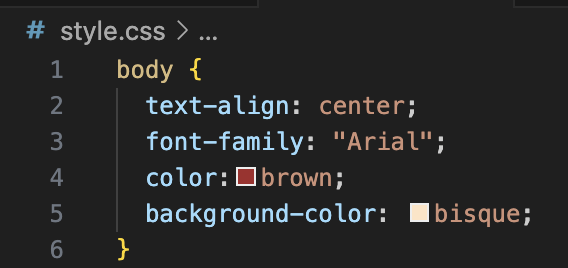 # style.css > ...
1 body {
2 text-align: center;
3 font-family: "Arial";
4 color: brown;
5 background-color: bisque;
6 }